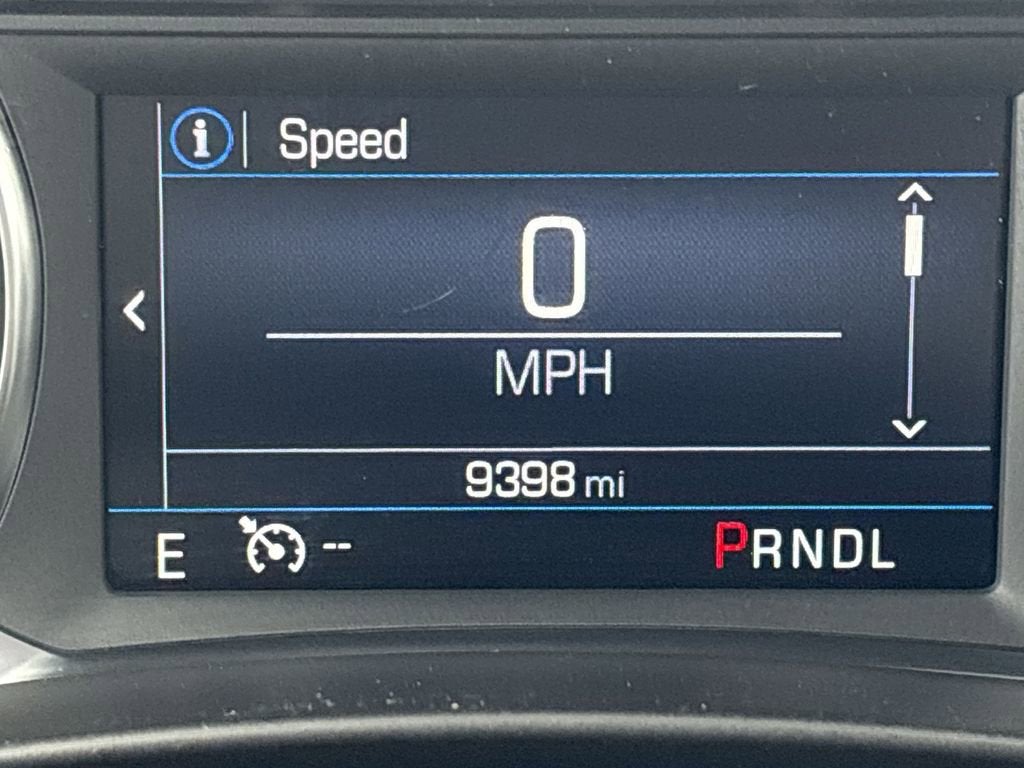 i Speed
0
MPH
9398 mi
E -- PRNDL